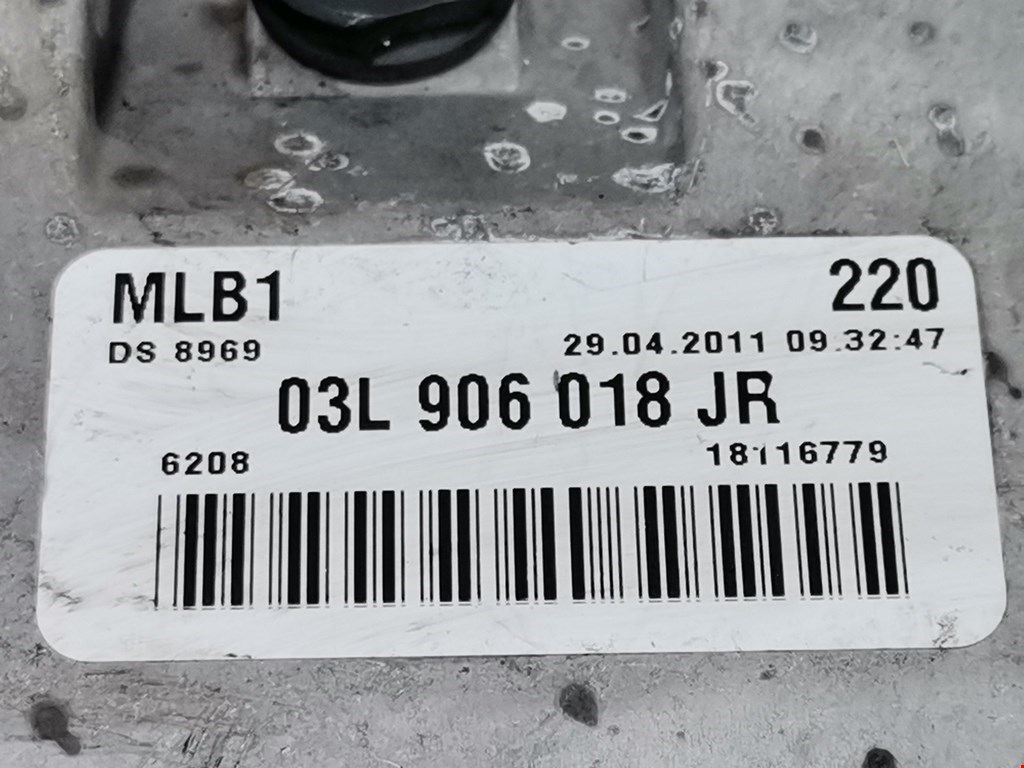 MLB1 220
DS 8969 29.04.2011 09:32:47
03L 906 018 JR
6208 18116779